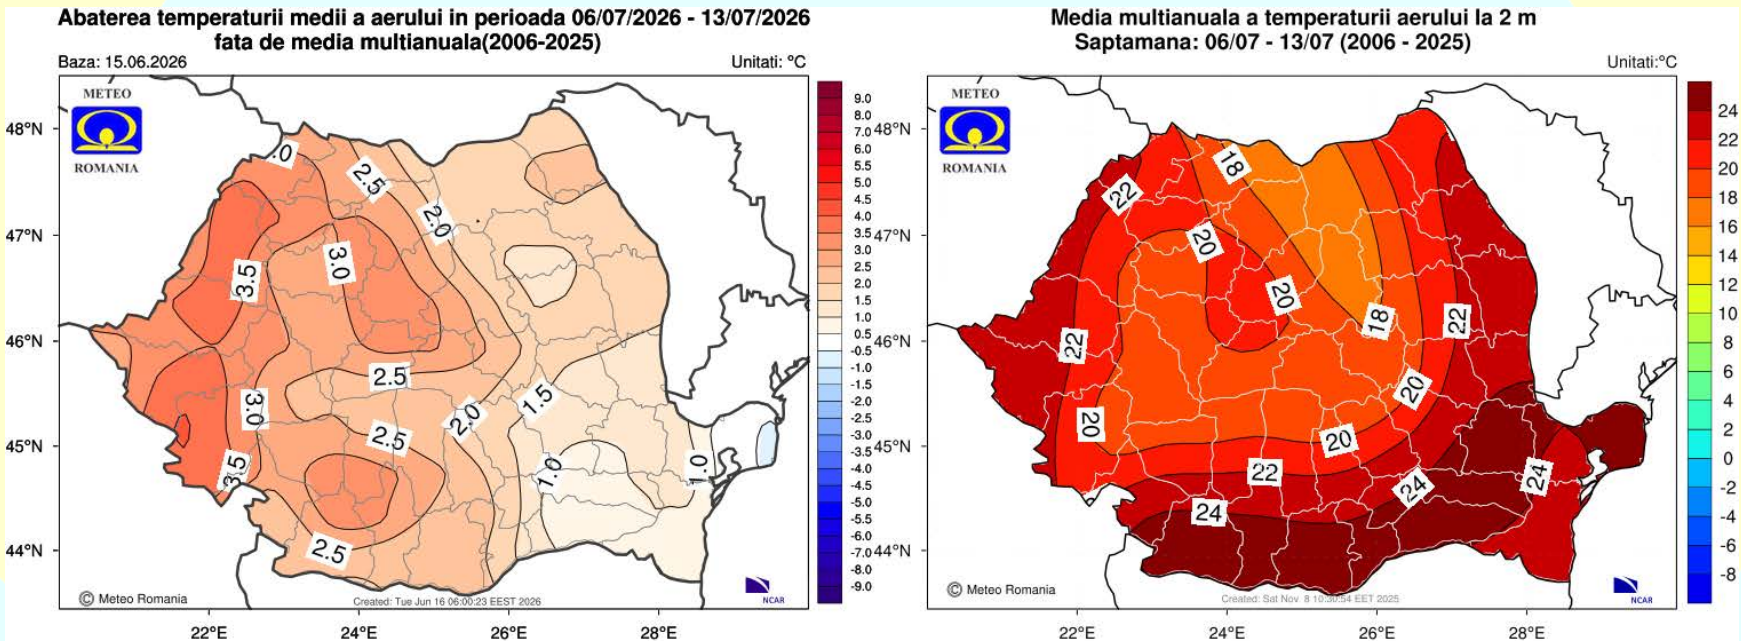 Abaterea temperaturii medii a aerului in perioada 06/07/2026 - 13/07/2026
fata de media multianuala(2006-2025)
Baza: 15.06.2026
Unitati: °C
METEO
ROMANIA
48°N
47°N
46°N
45°N
44°N
.0
2.5
2.0
3.0
3.5
2.5
3.0
2.5
2.0
1.5
3.5
1.0
1.0
2.5
9.0
8.0
7.0
6.0
5.5
5.0
4.5
4.0
3.5
3.0
2.5
2.0
1.5
1.0
0.5
-0.5
-1.0
-1.5
-2.0
-2.5
-3.0
-3.5
-4.0
-4.5
-5.0
-5.5
-6.0
-7.0
-8.0
-9.0
© Meteo Romania
Created: Tue Jun 16 06:00:23 EEST 2026
NCAR
22°E
24°E
26°E
28°E
Media multianuala a temperaturii aerului la 2 m
Saptamana: 06/07 - 13/07 (2006 - 2025)
Unitati:°C
METEO
ROMANIA
48°N
47°N
46°N
45°N
44°N
18
22
20
20
18
22
22
20
20
20
22
24
24
24
24
22
20
18
16
14
12
10
8
6
4
2
0
-2
-4
-6
-8
© Meteo Romania
Created: Sat Nov 8 10:30:54 EET 2025
NCAR
22°E
24°E
26°E
28°E